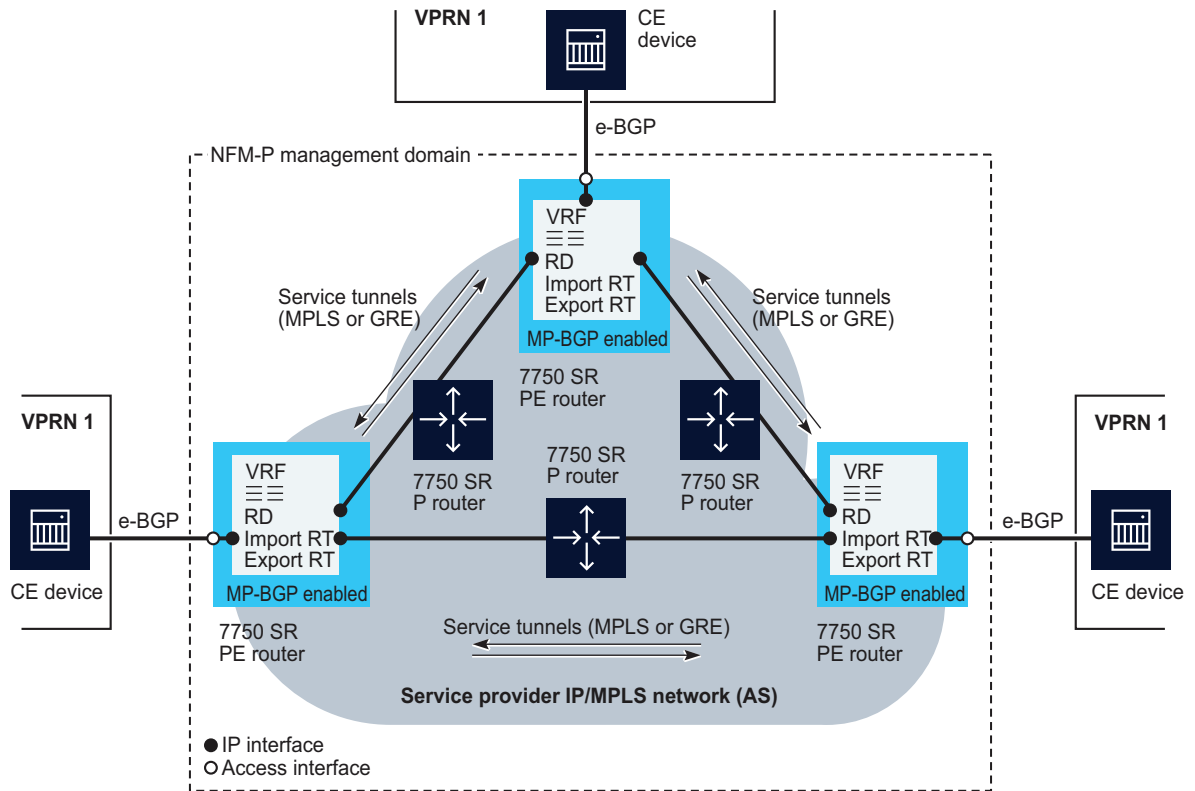 VPRN 1
CE
device
e-BGP
NFM-P management domain
VRF
RD
Import RT
Export RT
MP-BGP enabled
Service tunnels
(MPLS or GRE)
Service tunnels
(MPLS or GRE)
7750 SR
PE router
VPRN 1
CE device
e-BGP
VRF
RD
Import RT
Export RT
MP-BGP enabled
7750 SR
PE router
7750 SR
P router
7750 SR
P router
7750 SR
P router
VRF
RD
Import RT
Export RT
MP-BGP enabled
7750 SR
PE router
e-BGP
VPRN 1
CE device
Service tunnels (MPLS or GRE)
Service provider IP/MPLS network (AS)
IP interface
Access interface